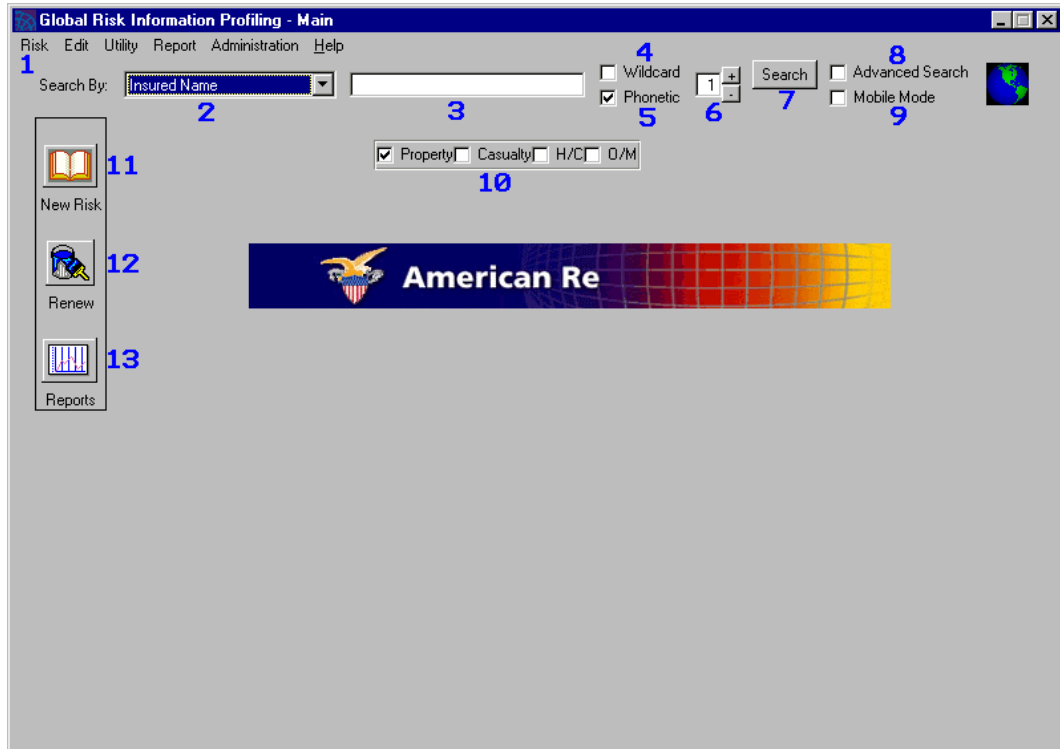 Global Risk Information Profiling - Main
Risk Edit Utility Report Administration Help
1
4
8
Search By: Insured Name
Wildcard
1
+
-
Search
Advanced Search
Phonetic
Mobile Mode
2
3
5
6
7
9
Property Casualty H/C O/M
10
11
New Risk
12
Renew
American Re
13
Reports